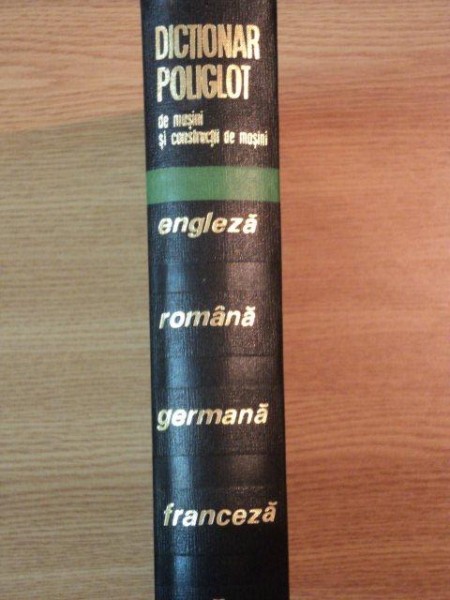 DICTIONAR
POLIGLOT
de mașini
și construcții de mașini
engleză
română
germană
franceză